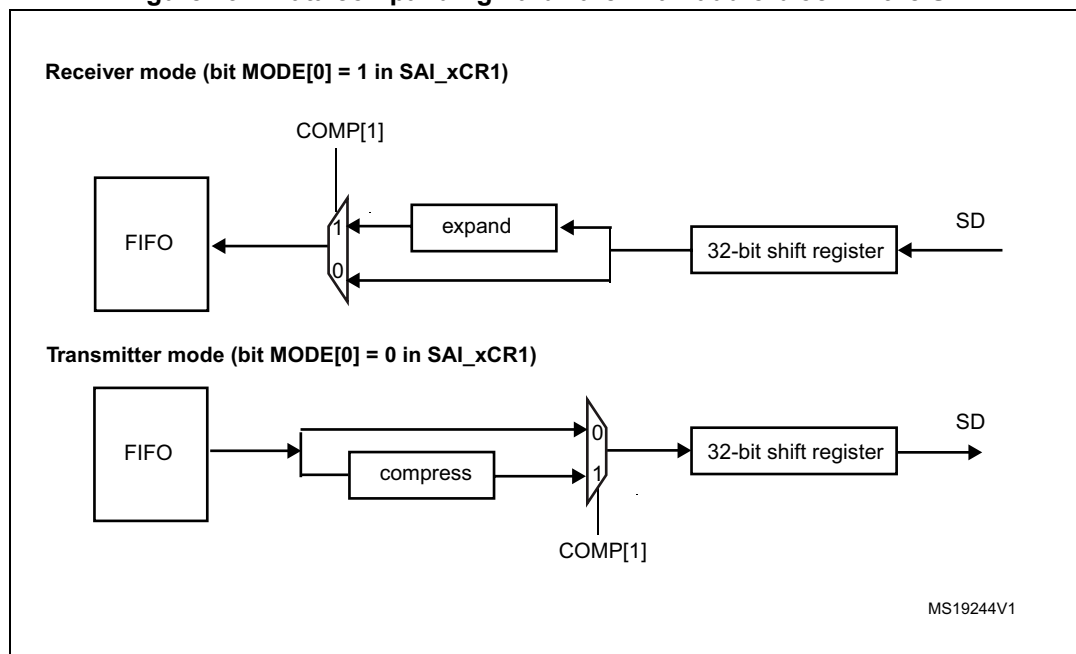 Receiver mode (bit MODE[0] = 1 in SAI_xCR1)
COMP[1]
FIFO
1
0
expand
32-bit shift register
SD
Transmitter mode (bit MODE[0] = 0 in SAI_xCR1)
FIFO
compress
0
1
COMP[1]
32-bit shift register
SD
MS19244V1